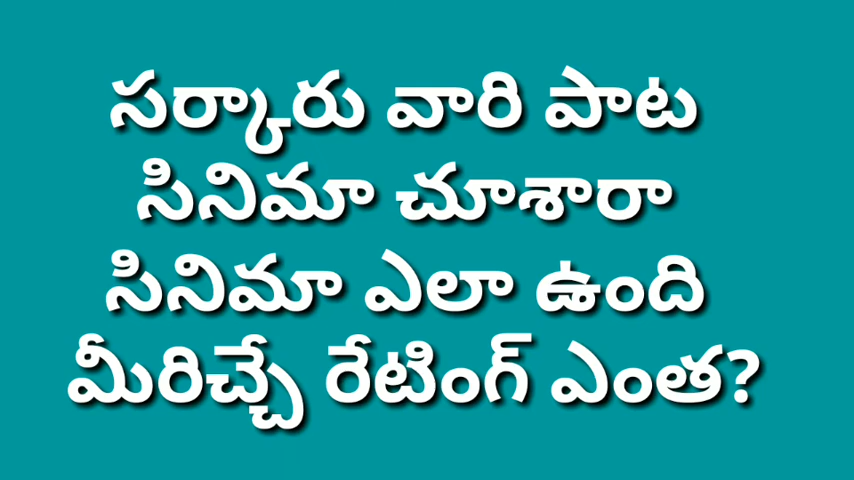 సర్కారు వారి పాట
సినిమా చూశారా
సినిమా ఎలా ఉంది
మీరిచ్చే రేటింగ్ ఎంత?